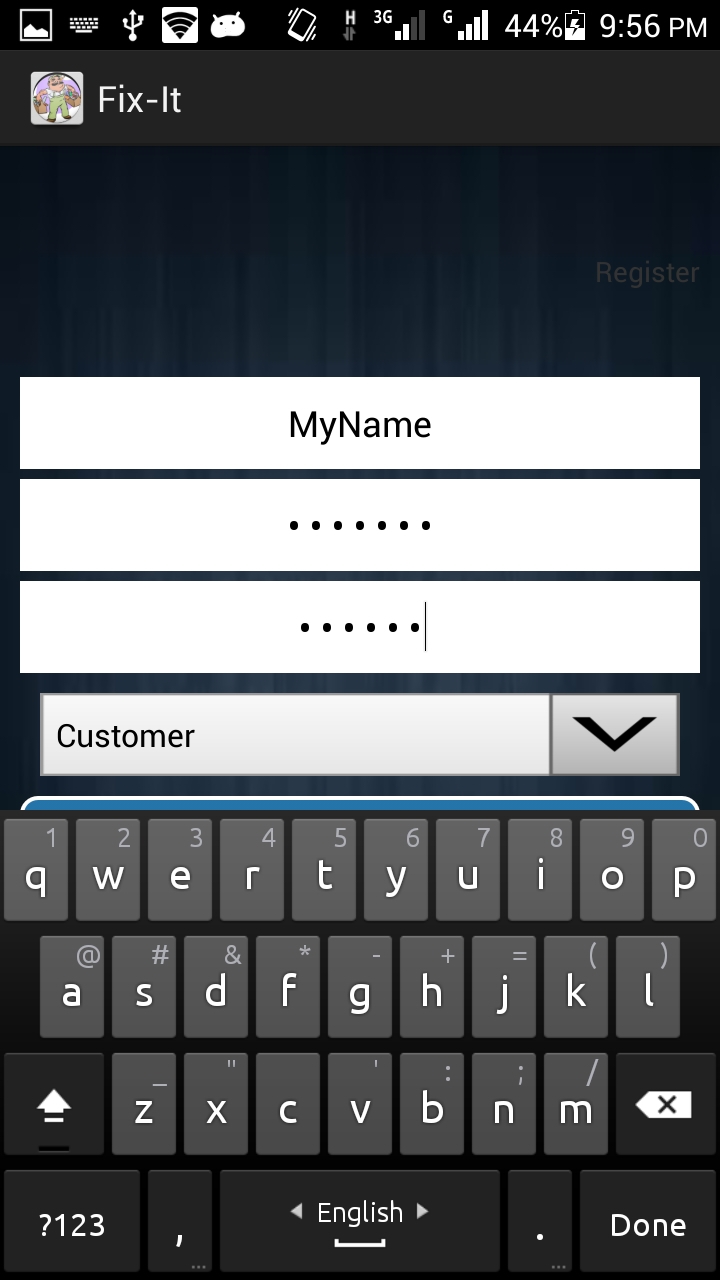 H 3G G 44% 9:56 PM
Fix-It
Register
MyName
•••••••
••••••
Customer
1 2 3 4 5 6 7 8 9 0
q w e r t y u i o p
@ # & * - + = ( )
a s d f g h j k l
_ " ' : ; /
z x c v b n m
?123 , ... English . ... Done